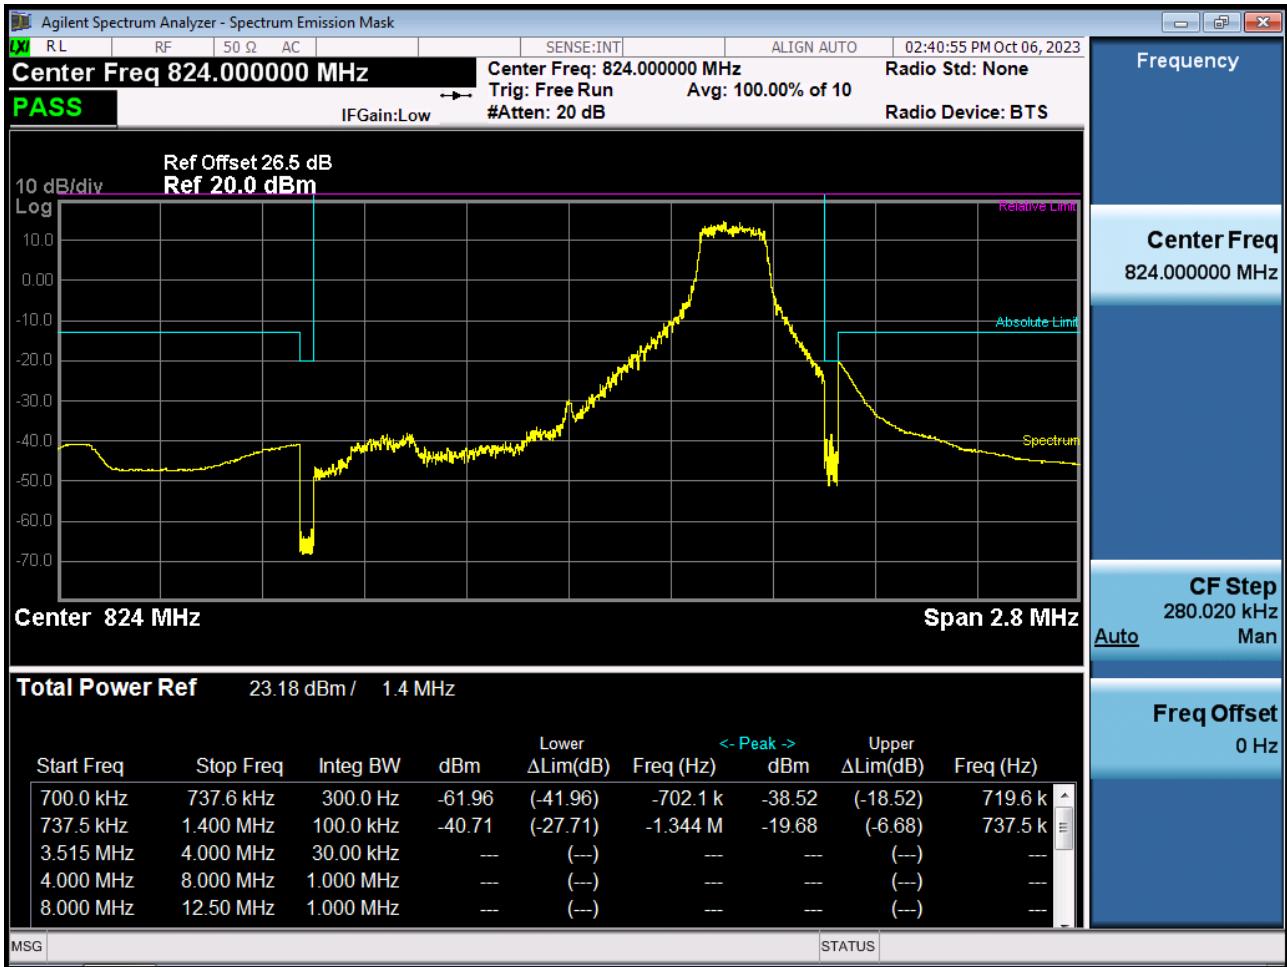 Agilent Spectrum Analyzer - Spectrum Emission Mask
LXI RL RF 50 Ω AC SENSE:INT ALIGN AUTO 02:40:55 PM Oct 06, 2023
Center Freq 824.000000 MHz
Center Freq: 824.000000 MHz Radio Std: None
Trig: Free Run Avg: 100.00% of 10
PASS IFGain:Low #Atten: 20 dB Radio Device: BTS
Ref Offset 26.5 dB
10 dB/div Ref 20.0 dBm
Log
Relative Limit
10.0
0.00
-10.0
Absolute Limit
-20.0
-30.0
-40.0
Spectrum
-50.0
-60.0
-70.0
Center 824 MHz Span 2.8 MHz
Total Power Ref 23.18 dBm / 1.4 MHz
Lower <- Peak -> Upper
Start Freq Stop Freq Integ BW dBm ΔLim(dB) Freq (Hz) dBm ΔLim(dB) Freq (Hz)
700.0 kHz 737.6 kHz 300.0 Hz -61.96 (-41.96) -702.1 k -38.52 (-18.52) 719.6 k
737.5 kHz 1.400 MHz 100.0 kHz -40.71 (-27.71) -1.344 M -19.68 (-6.68) 737.5 k
3.515 MHz 4.000 MHz 30.00 kHz --- (---) --- --- (---) ---
4.000 MHz 8.000 MHz 1.000 MHz --- (---) --- --- (---) ---
8.000 MHz 12.50 MHz 1.000 MHz --- (---) --- --- (---) ---
MSG STATUS
Frequency
Center Freq
824.000000 MHz
CF Step
280.020 kHz
Auto Man
Freq Offset
0 Hz